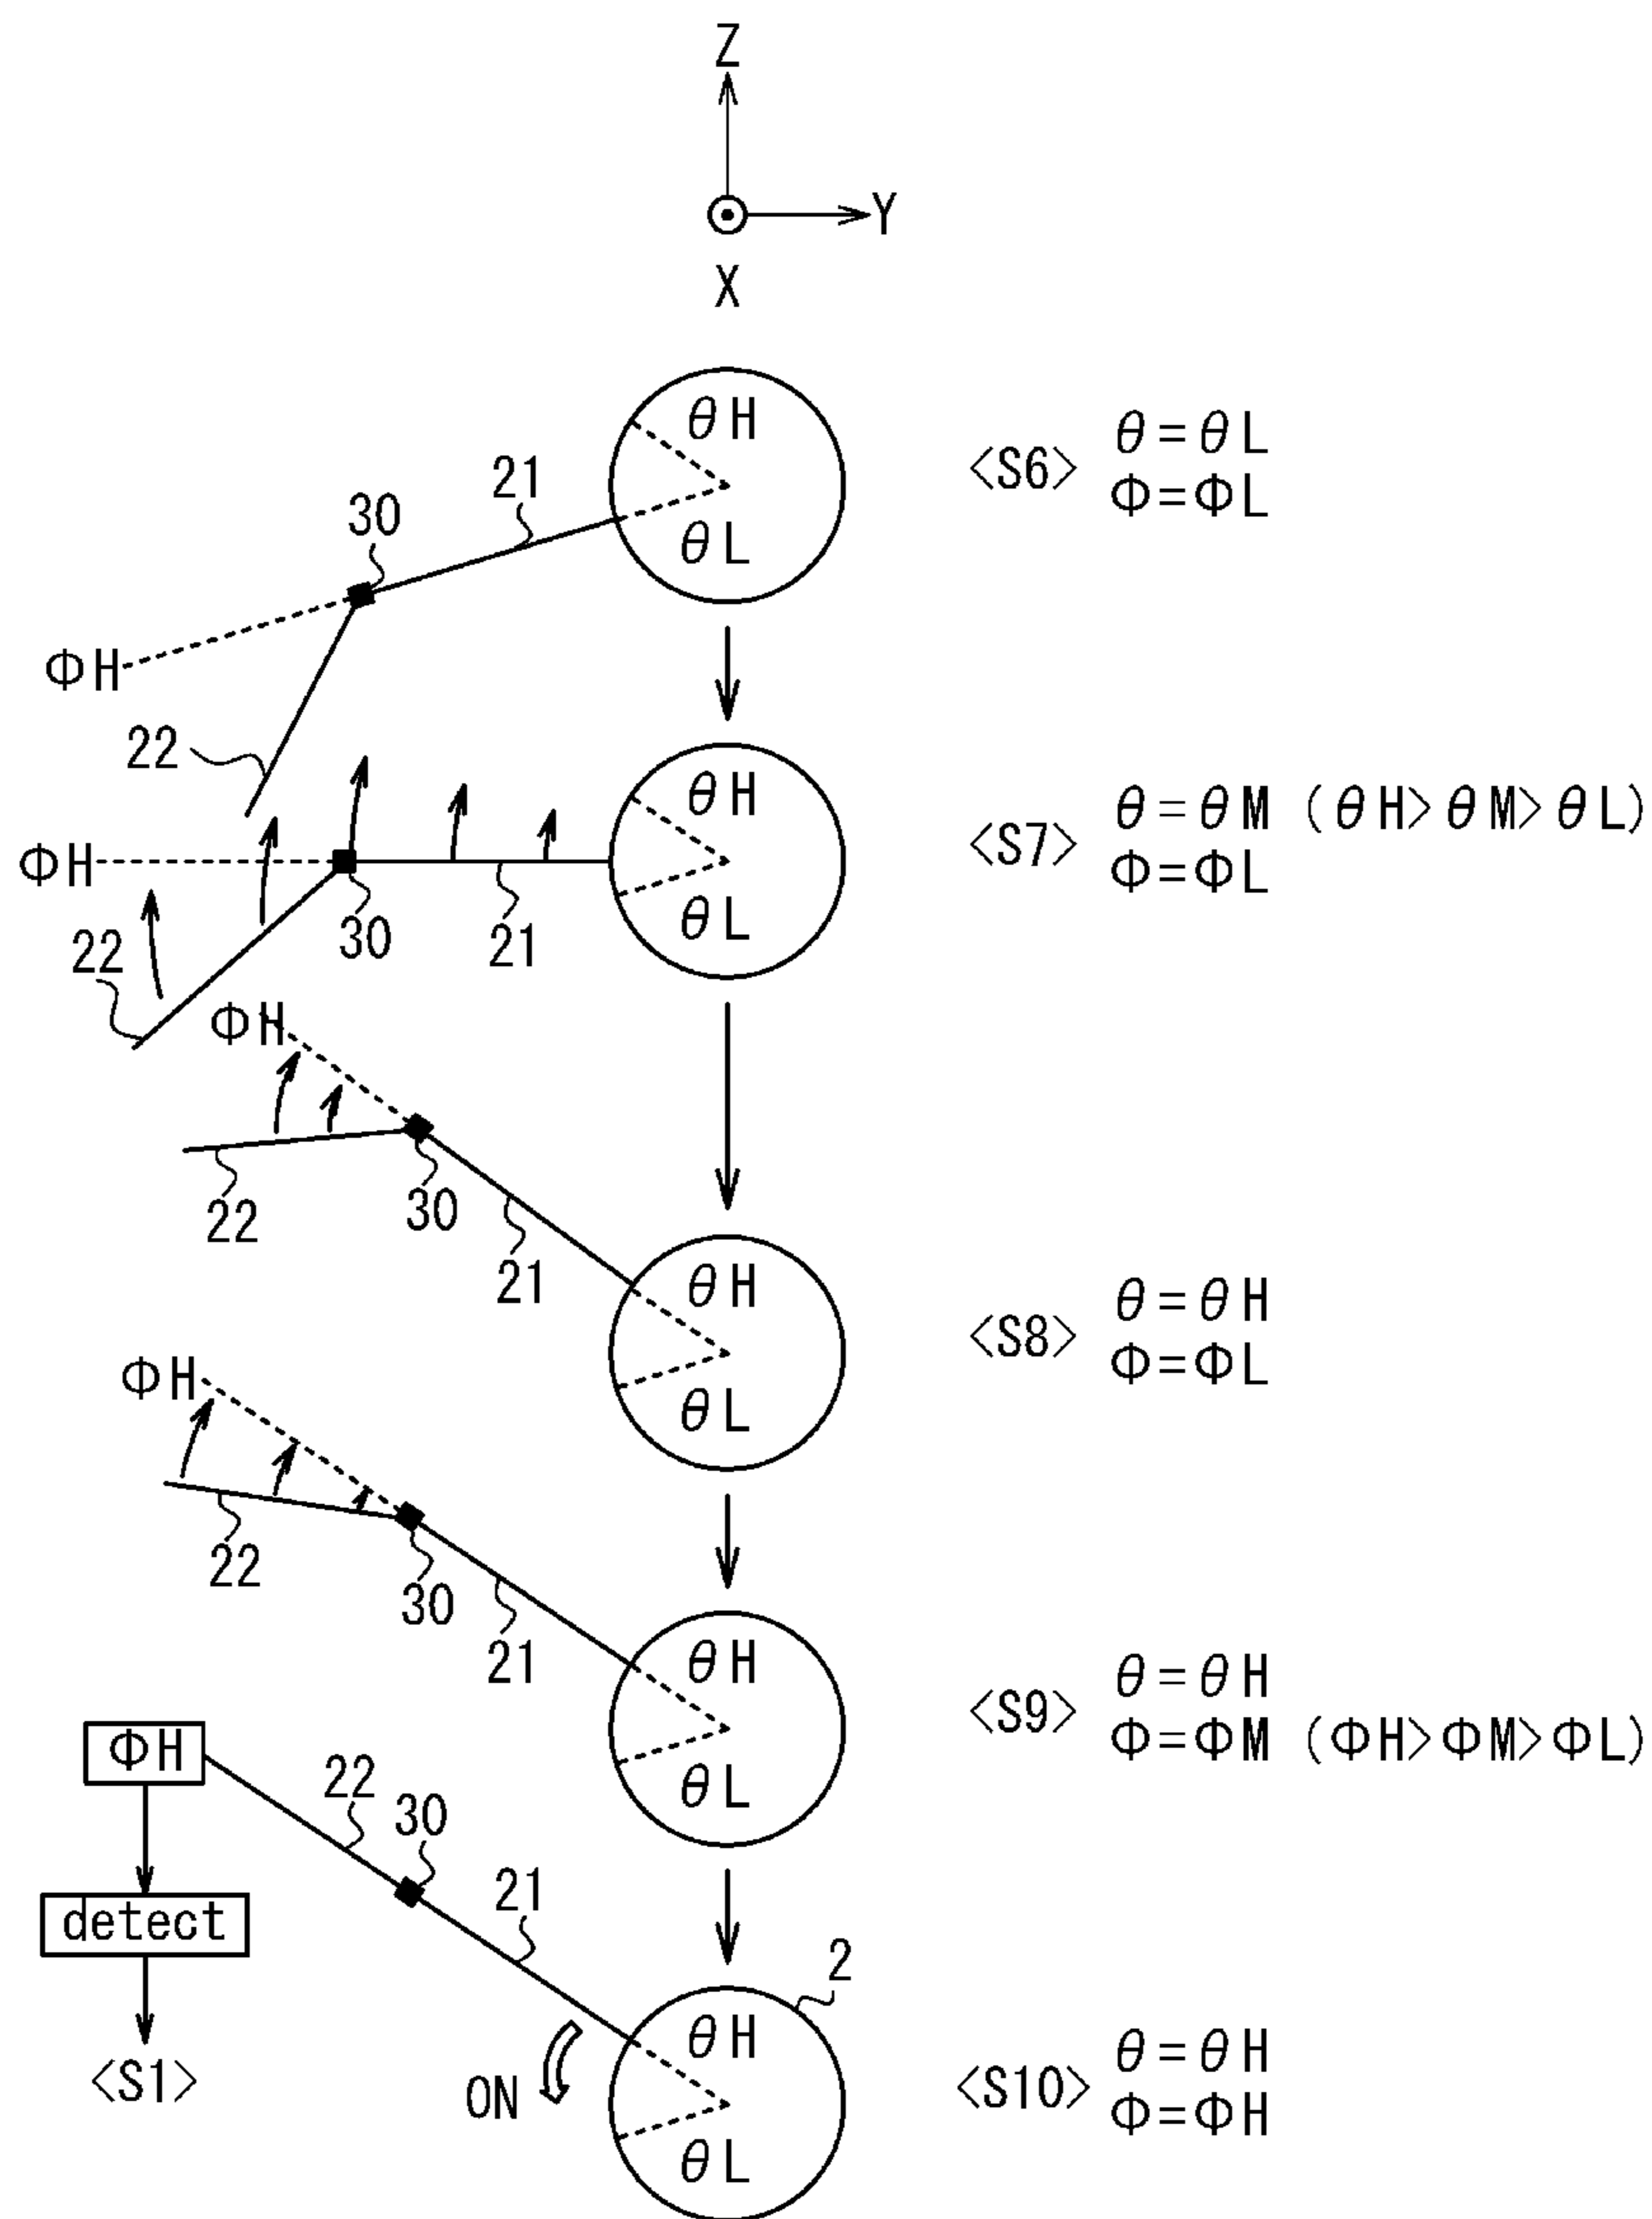 Z
Y
X
θH
θL
21
30
ΦH
22
<S6>
θ=θL
Φ=ΦL
θH
θL
ΦH
30
21
22
<S7>
θ=θM (θH>θM>θL)
Φ=ΦL
ΦH
22
30
21
θH
θL
<S8>
θ=θH
Φ=ΦL
ΦH
22
30
21
θH
θL
<S9>
θ=θH
Φ=ΦM (ΦH>ΦM>ΦL)
ΦH
22
30
21
detect
<S1>
2
ON
θH
θL
<S10>
θ=θH
Φ=ΦH